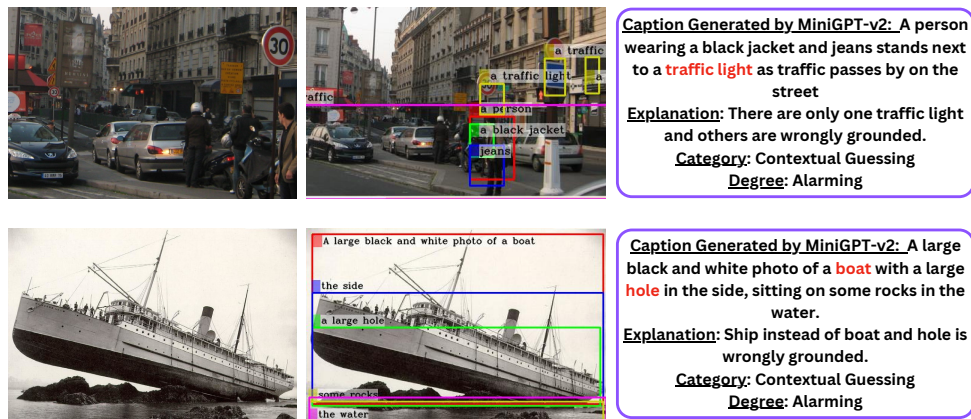 30
a traffic
a traffic light
a
raffic
a person
a black jacket
jeans
Caption Generated by MiniGPT-v2: A person
wearing a black jacket and jeans stands next
to a traffic light as traffic passes by on the
street
Explanation: There are only one traffic light
and others are wrongly grounded.
Category: Contextual Guessing
Degree: Alarming
A large black and white photo of a boat
the side
a large hole
some rocks
the water
Caption Generated by MiniGPT-v2: A large
black and white photo of a boat with a large
hole in the side, sitting on some rocks in the
water.
Explanation: Ship instead of boat and hole is
wrongly grounded.
Category: Contextual Guessing
Degree: Alarming